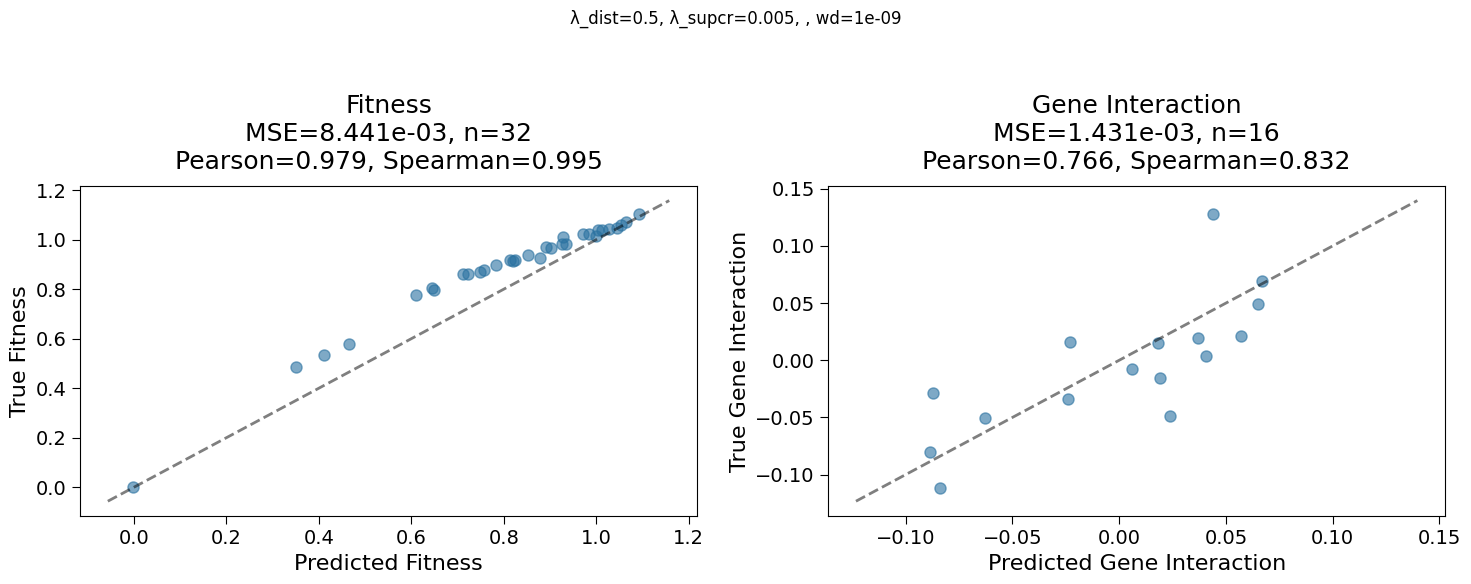 λ_dist=0.5, λ_supcr=0.005, , wd=1e-09
Fitness
MSE=8.441e-03, n=32
Pearson=0.979, Spearman=0.995
1.2
1.0
0.8
0.6
0.4
0.2
0.0
True Fitness
0.0 0.2 0.4 0.6 0.8 1.0 1.2
Predicted Fitness
Gene Interaction
MSE=1.431e-03, n=16
Pearson=0.766, Spearman=0.832
0.15
0.10
0.05
0.00
−0.05
−0.10
True Gene Interaction
−0.10 −0.05 0.00 0.05 0.10 0.15
Predicted Gene Interaction